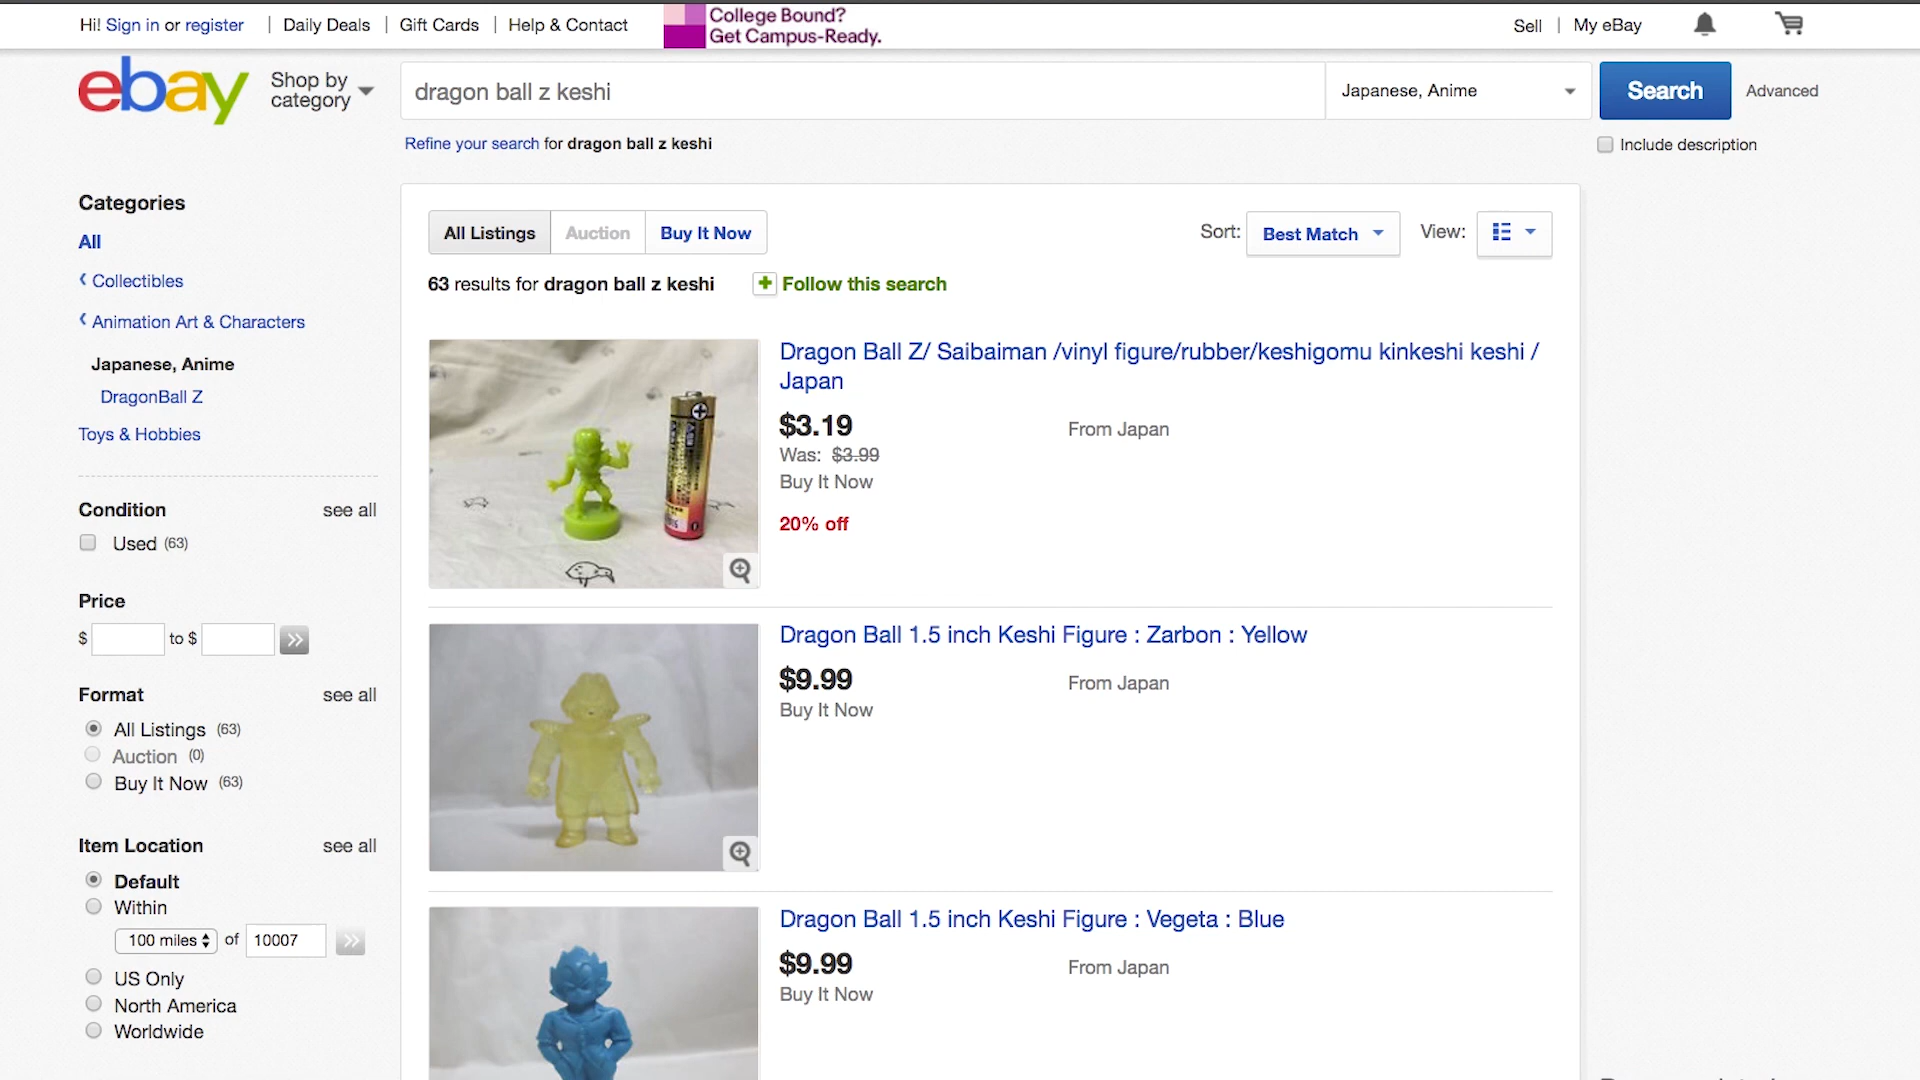 Hi! Sign in or register | Daily Deals | Gift Cards | Help & Contact
College Bound?
Get Campus-Ready.
Sell | My eBay
ebay
Shop by
category
dragon ball z keshi
Japanese, Anime
Search
Advanced
Refine your search for dragon ball z keshi
Include description
Categories
All
Collectibles
Animation Art & Characters
Japanese, Anime
DragonBall Z
Toys & Hobbies
Condition see all
Used (63)
Price
$ to $
Format see all
All Listings (63)
Auction (0)
Buy It Now (63)
Item Location see all
Default
Within
100 miles of 10007
US Only
North America
Worldwide
All Listings Auction Buy It Now
Sort: Best Match View:
63 results for dragon ball z keshi
Follow this search
Dragon Ball Z/ Saibaiman /vinyl figure/rubber/keshigomu kinkeshi keshi /
Japan
$3.19
From Japan
Was: $3.99
Buy It Now
20% off
Dragon Ball 1.5 inch Keshi Figure : Zarbon : Yellow
$9.99
From Japan
Buy It Now
Dragon Ball 1.5 inch Keshi Figure : Vegeta : Blue
$9.99
From Japan
Buy It Now